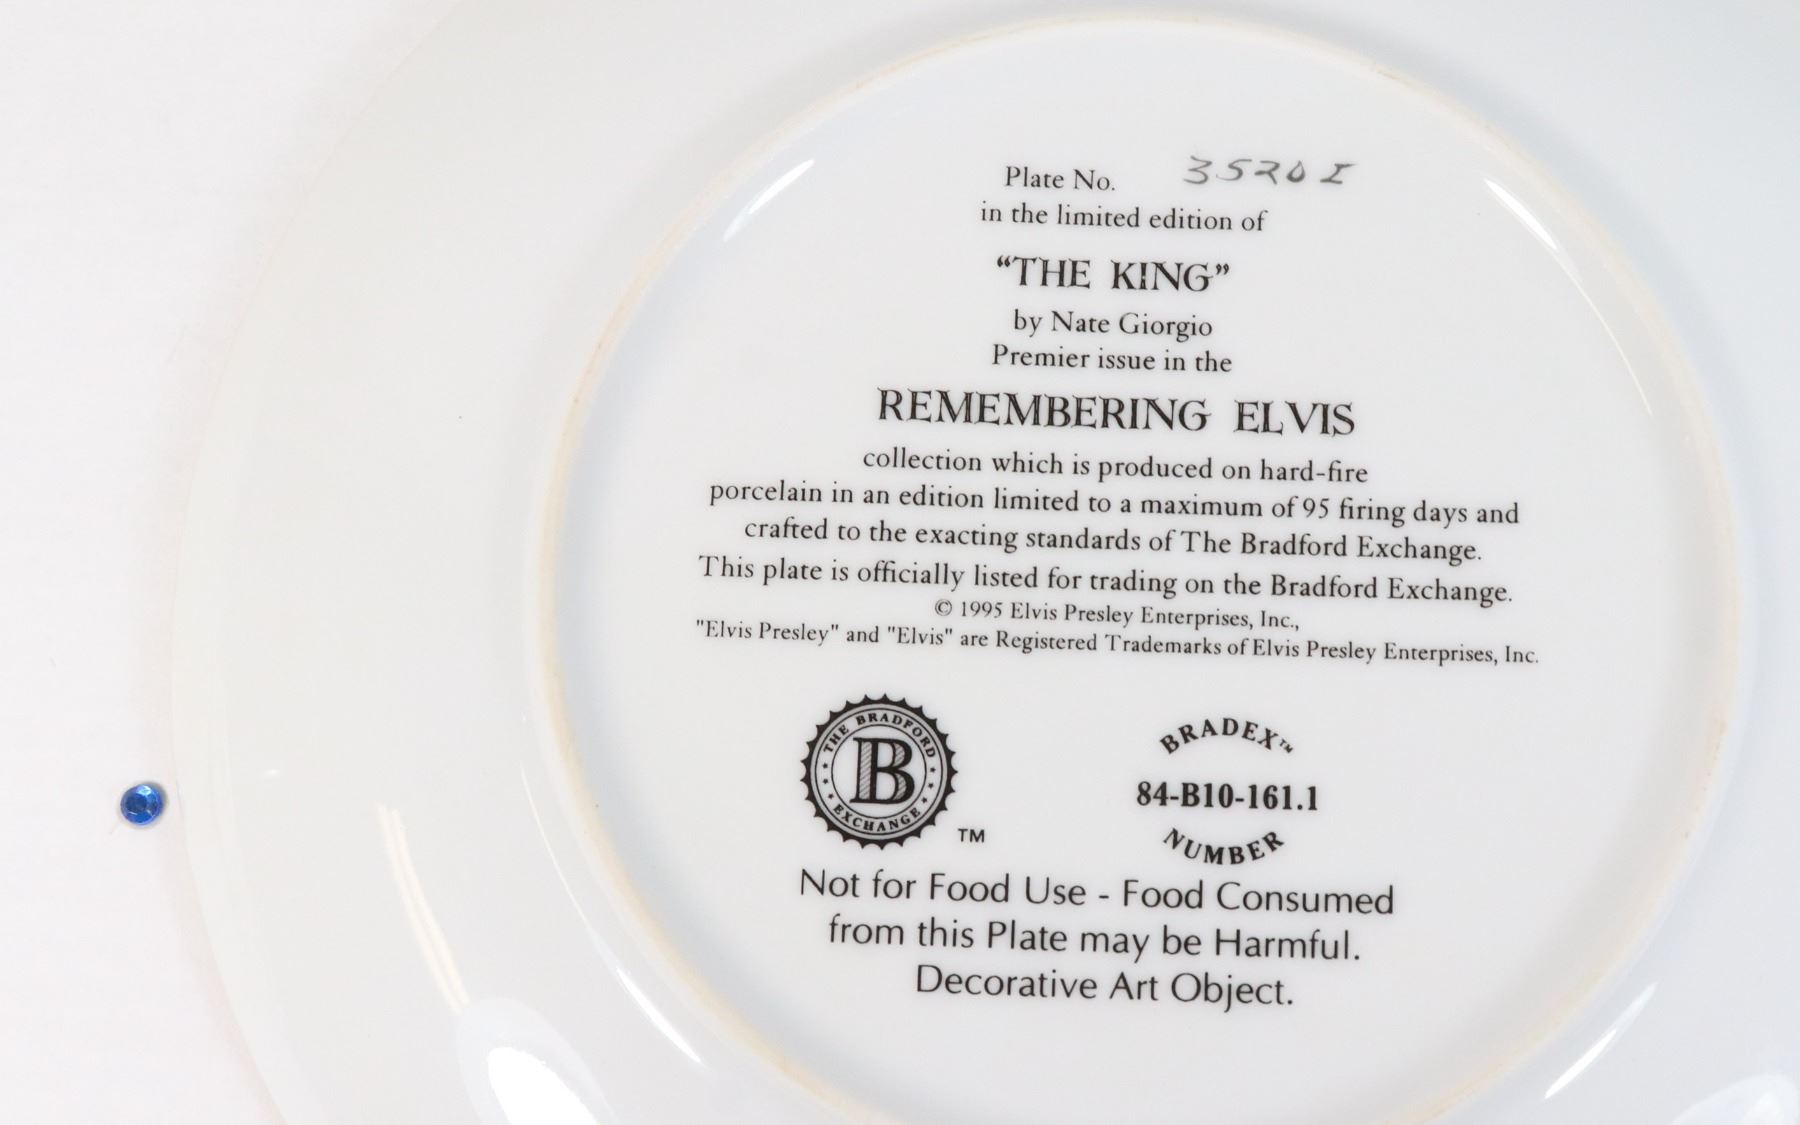 Plate No. 3520I
in the limited edition of
“THE KING”
by Nate Giorgio
Premier issue in the
REMEMBERING ELVIS
collection which is produced on hard-fire
porcelain in an edition limited to a maximum of 95 firing days and
crafted to the exacting standards of The Bradford Exchange.
This plate is officially listed for trading on the Bradford Exchange.
© 1995 Elvis Presley Enterprises, Inc.,
"Elvis Presley" and "Elvis" are Registered Trademarks of Elvis Presley Enterprises, Inc.
THE BRADFORD
B
EXCHANGE
TM
BRADEX™
84-B10-161.1
NUMBER
Not for Food Use - Food Consumed
from this Plate may be Harmful.
Decorative Art Object.